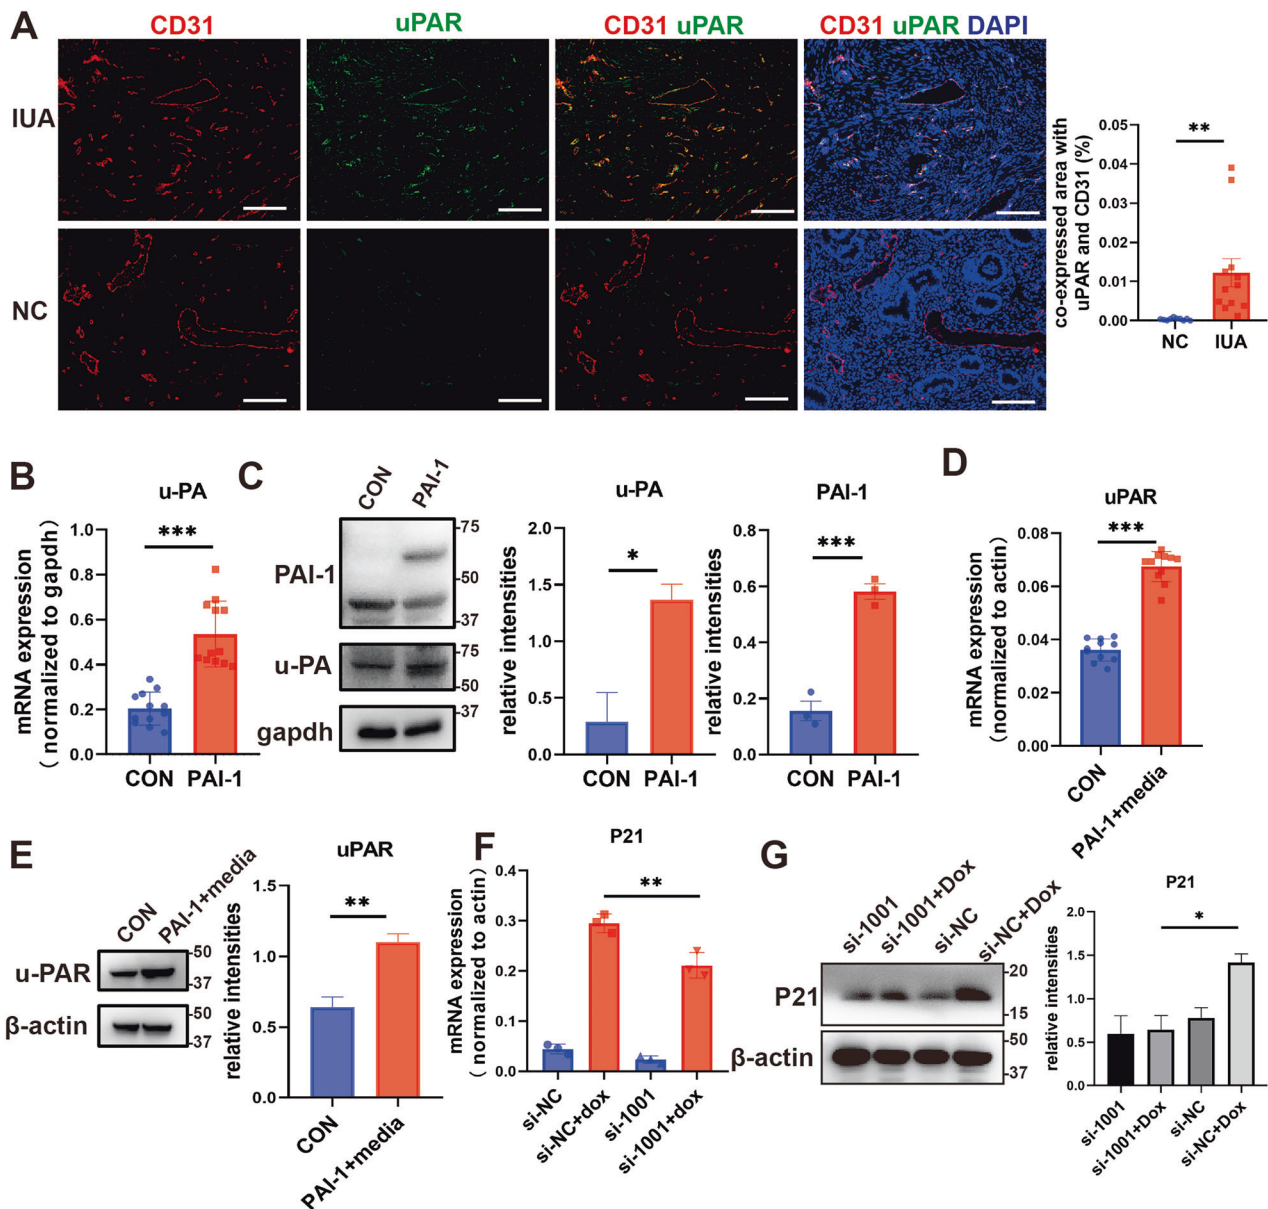 A
CD31
uPAR
CD31 uPAR
CD31 uPAR DAPI
IUA
NC
co-expressed area with
uPAR and CD31 (%)
0.05
0.04
0.03
0.02
0.01
0.00
**
NC
IUA
B
u-PA
mRNA expression
(normalized to gapdh)
1.0
0.8
0.6
0.4
0.2
0.0
***
CON
PAI-1
C
CON
PAI-1
PAI-1
u-PA
gapdh
-75
-50
-37
-75
-50
-37
u-PA
relative intensities
2.0
1.5
1.0
0.5
0.0
*
CON
PAI-1
PAI-1
relative intensities
0.8
0.6
0.4
0.2
0.0
***
CON
PAI-1
D
uPAR
mRNA expression
(normalized to actin)
0.08
0.06
0.04
0.02
0.00
***
CON
PAI-1+media
E
CON
PAI-1+media
u-PAR
β-actin
-50
-37
-50
-37
uPAR
relative intensities
1.5
1.0
0.5
0.0
**
CON
PAI-1+media
F
P21
mRNA expression
(normalized to actin)
0.4
0.3
0.2
0.1
0.0
**
si-NC
si-NC+dox
si-1001
si-1001+dox
G
si-1001
si-1001+Dox
si-NC
si-NC+Dox
P21
β-actin
-20
-15
-50
-37
P21
relative intensities
2.0
1.5
1.0
0.5
0.0
*
si-1001
si-1001+Dox
si-NC
si-NC+Dox